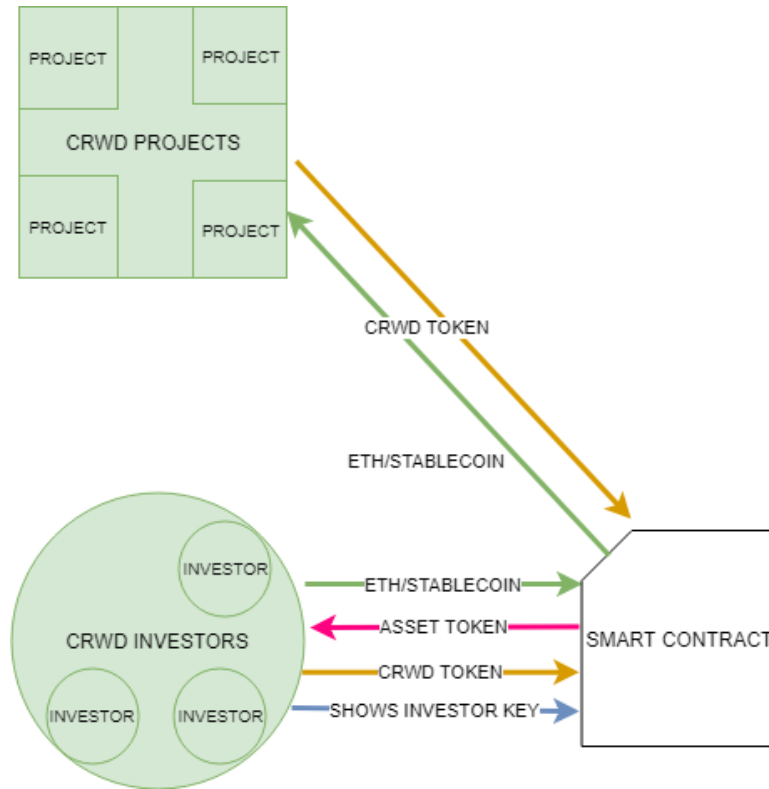 PROJECT
PROJECT
CRWD PROJECTS
PROJECT
PROJECT
CRWD TOKEN
ETH/STABLECOIN
INVESTOR
ETH/STABLECOIN
ASSET TOKEN
CRWD INVESTORS
SMART CONTRACT
CRWD TOKEN
SHOWS INVESTOR KEY
INVESTOR
INVESTOR